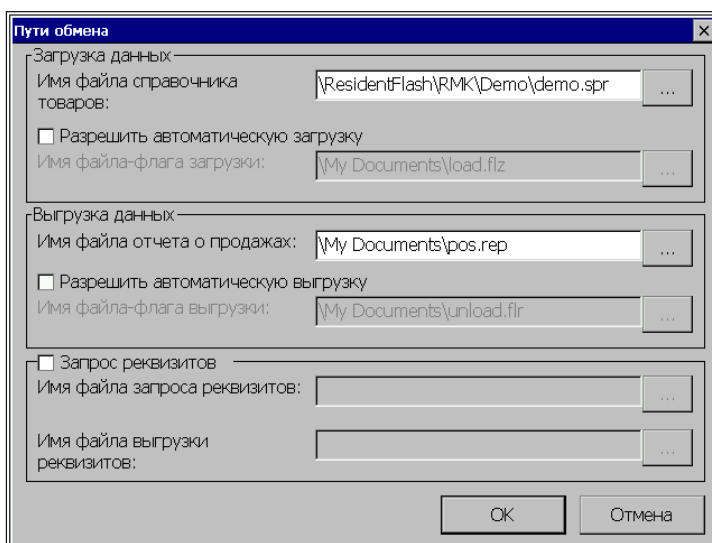 Пути обмена
Загрузка данных
Имя файла справочника
товаров:
\ResidentFlash\RMK\Demo\demo.spr
...
Разрешить автоматическую загрузку
Имя файла-флага загрузки:
\My Documents\load.flz
...
Выгрузка данных
Имя файла отчета о продажах:
\My Documents\pos.rep
...
Разрешить автоматическую выгрузку
Имя файла-флага выгрузки:
\My Documents\unload.flr
...
Запрос реквизитов
Имя файла запроса реквизитов:
...
Имя файла выгрузки
реквизитов:
...
OK
Отмена